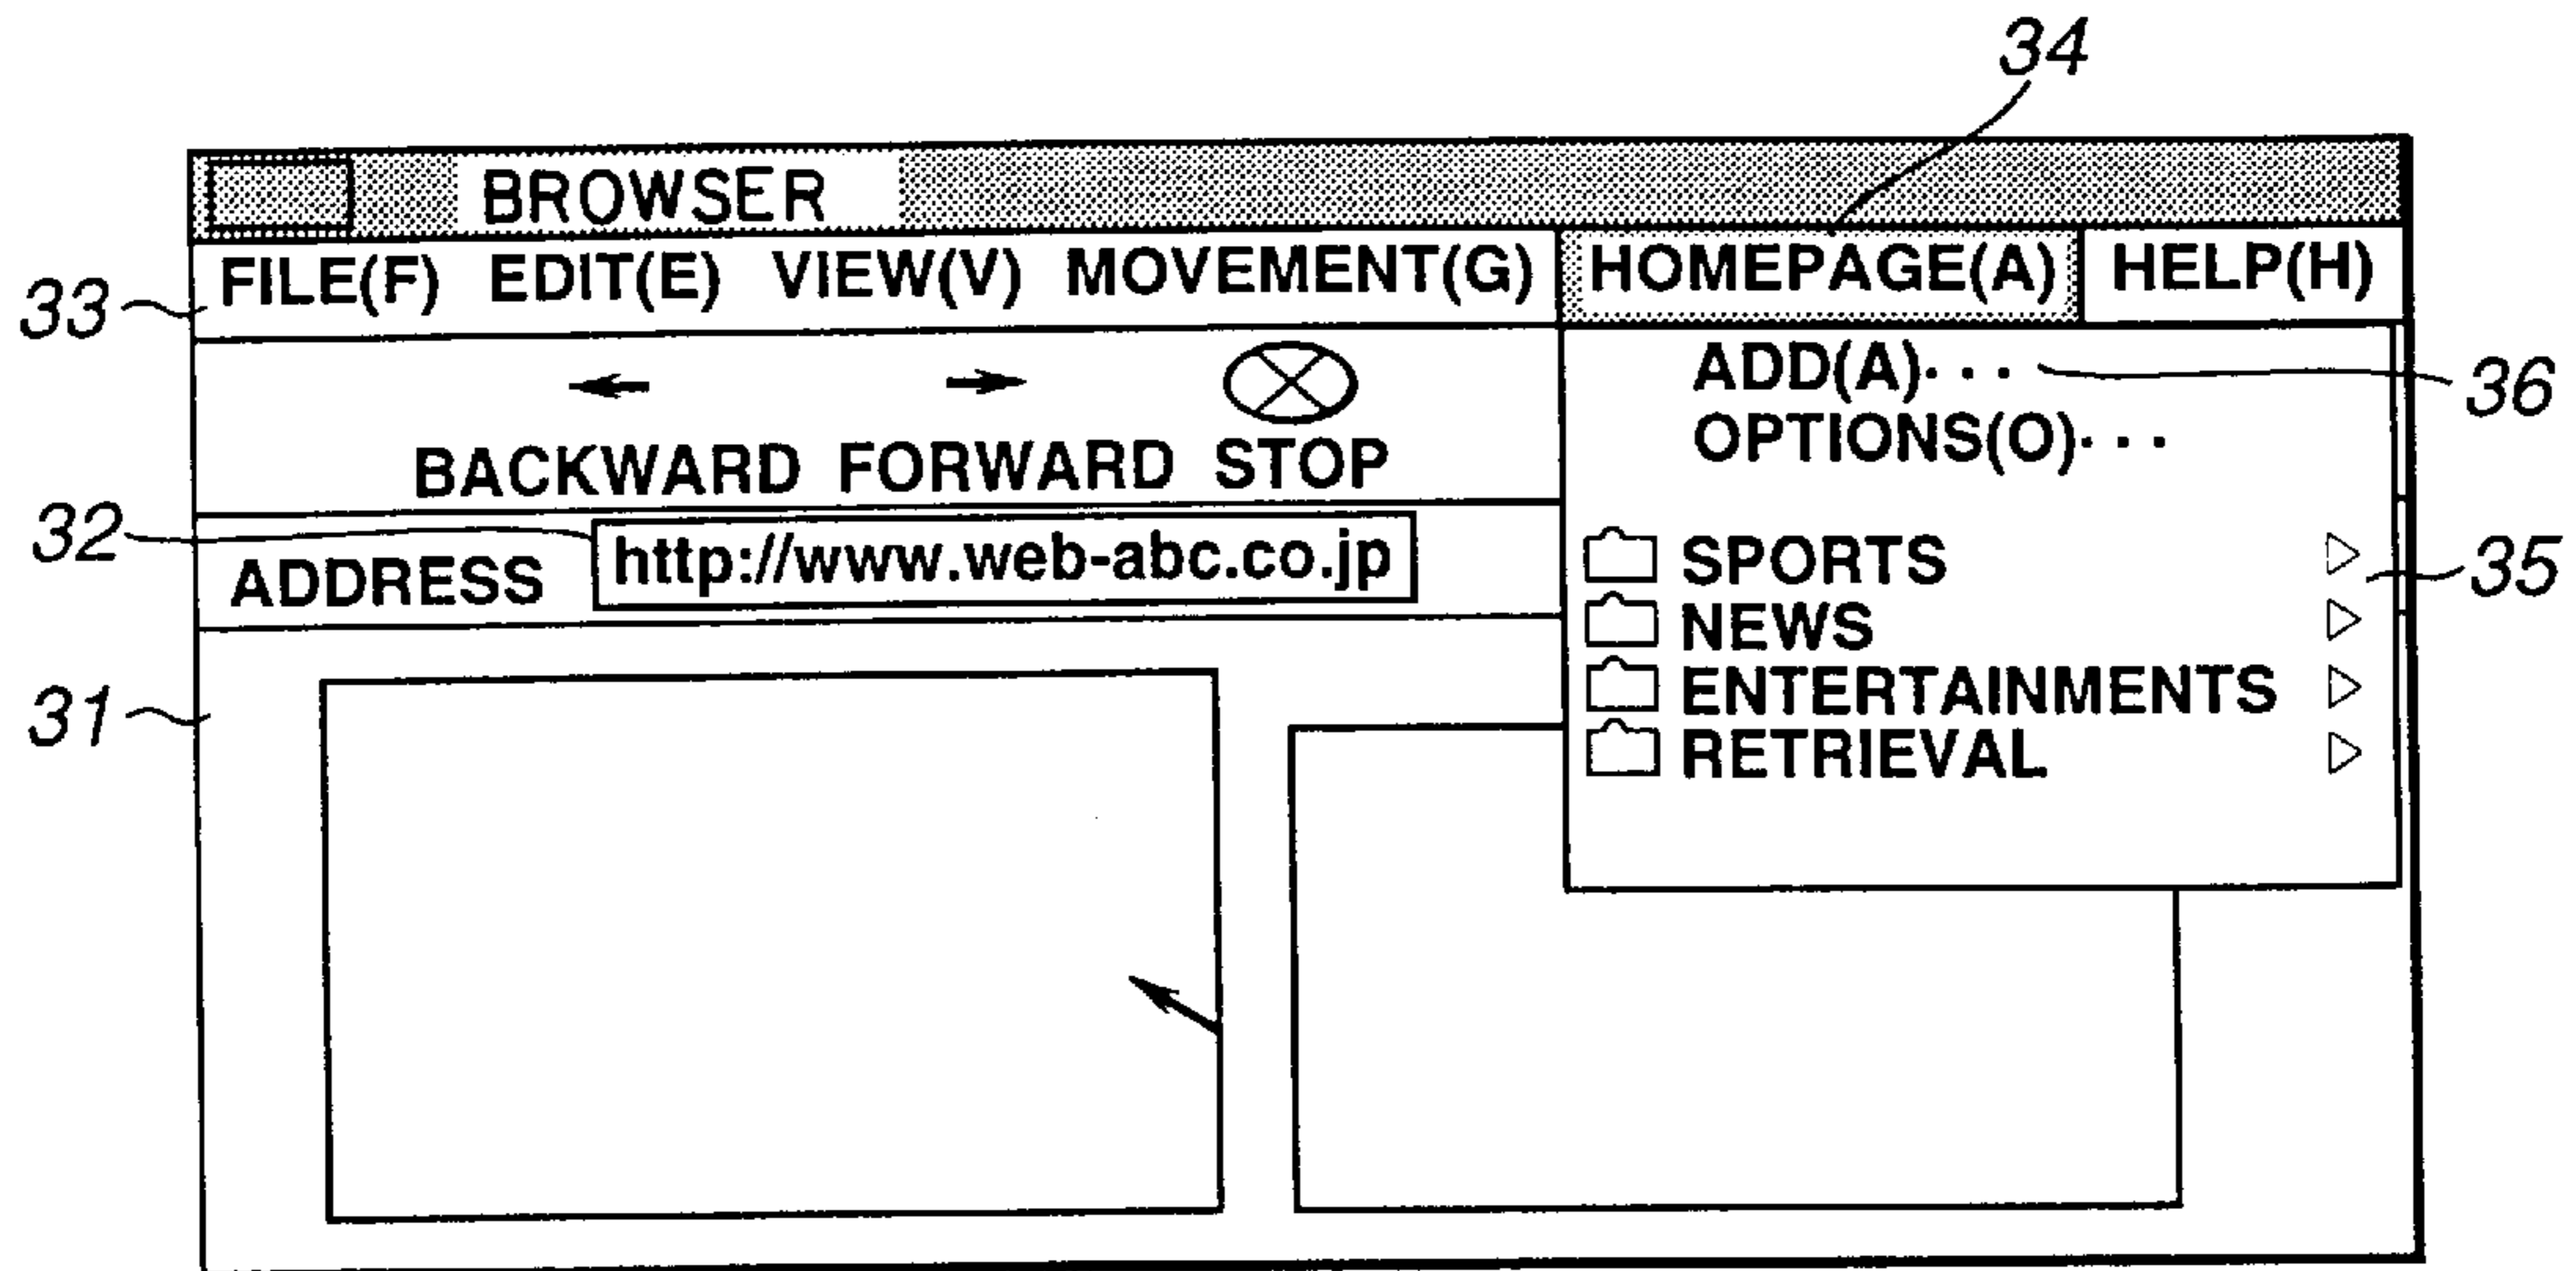 34
BROWSER
33 FILE(F) EDIT(E) VIEW(V) MOVEMENT(G) HOMEPAGE(A) HELP(H)
ADD(A)··· 36
OPTIONS(O)···
BACKWARD FORWARD STOP
32 ADDRESS http://www.web-abc.co.jp
SPORTS 35
NEWS
31 ENTERTAINMENTS
RETRIEVAL